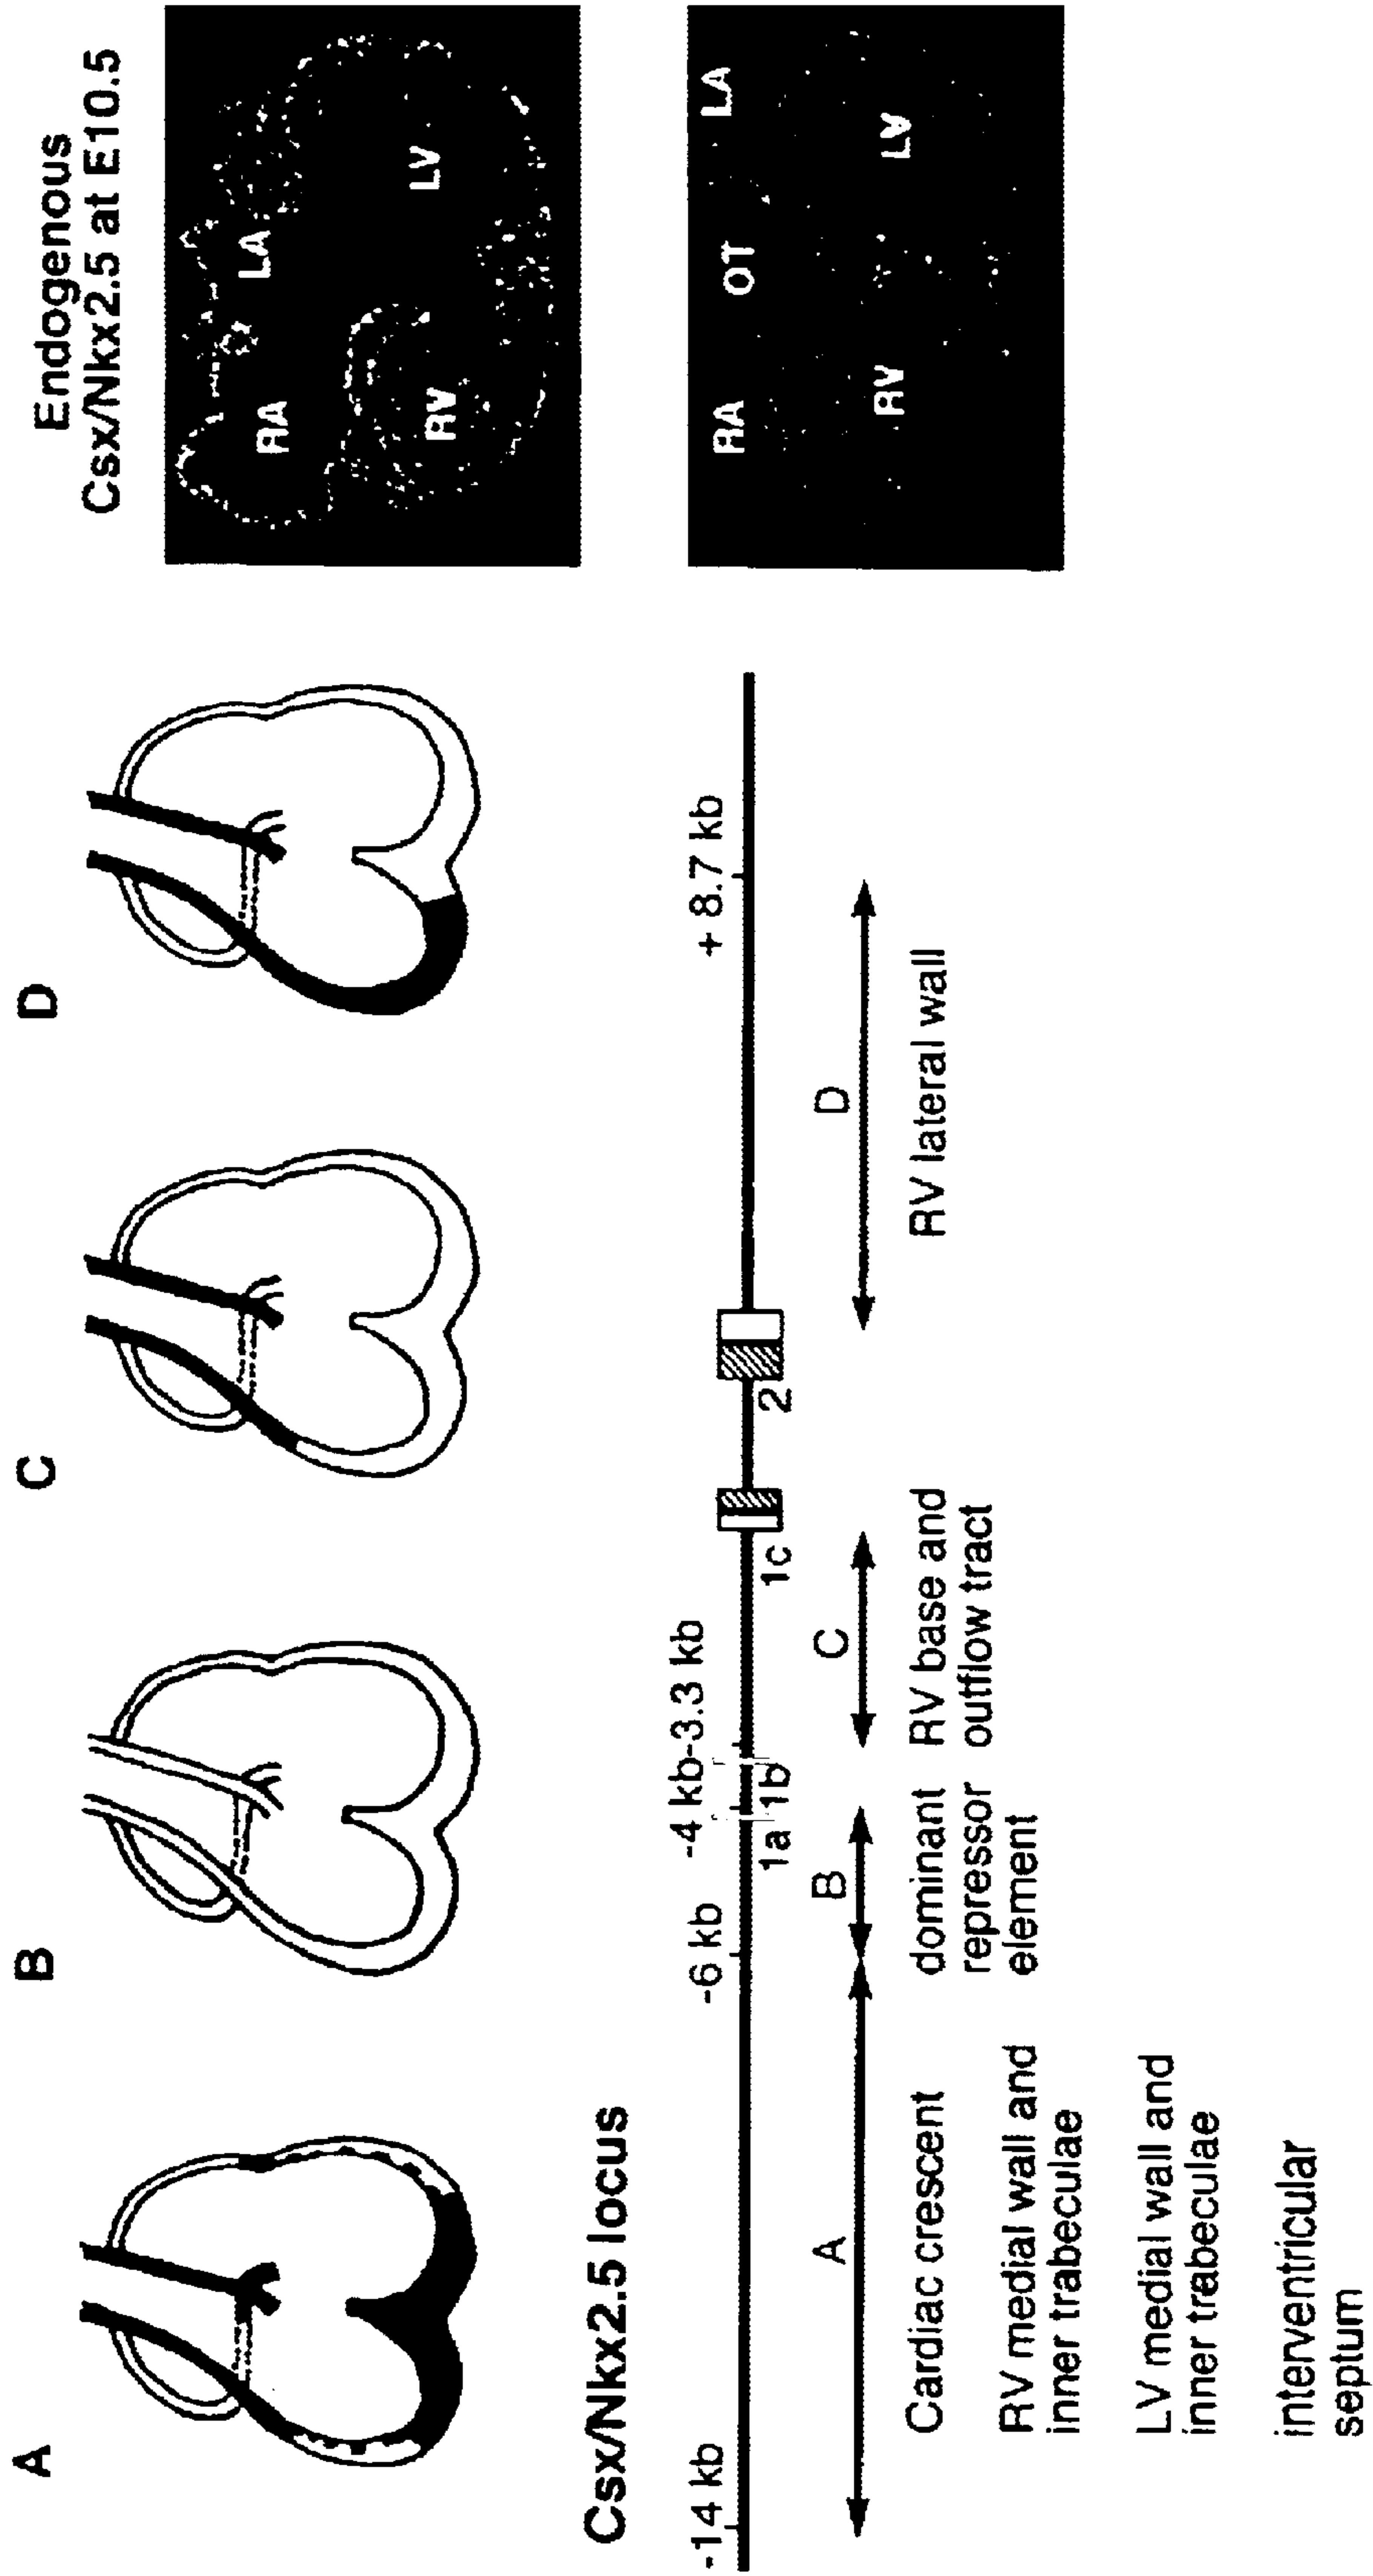 A
B
C
D
Endogenous
Csx/Nkx2.5 at E10.5
RA
LA
RV
LV
RA
OT
LA
RV
LV
Csx/Nkx2.5 locus
-14 kb
-6 kb
-4 kb
-3.3 kb
+ 8.7 kb
1a
1b
1c
2
A
B
C
D
Cardiac crescent
RV medial wall and
inner trabeculae
LV medial wall and
inner trabeculae
interventricular
septum
dominant
repressor
element
RV base and
outflow tract
RV lateral wall